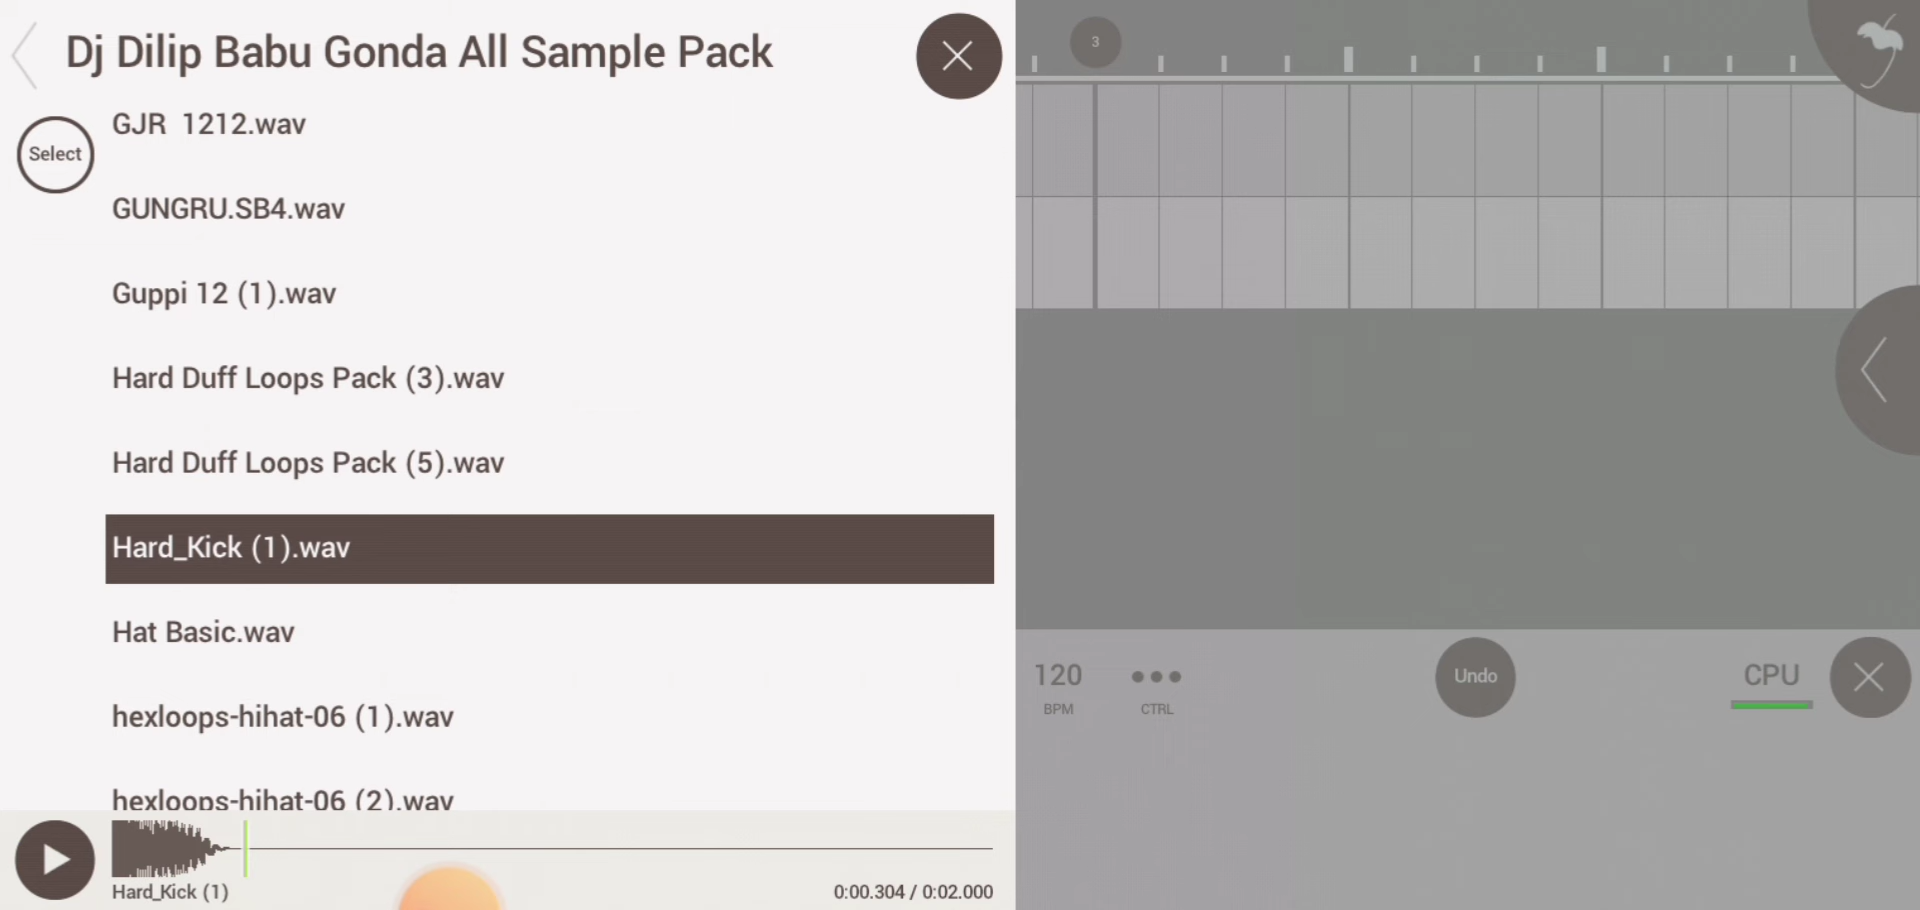 Dj Dilip Babu Gonda All Sample Pack
Select
GJR 1212.wav
GUNGRU.SB4.wav
Guppi 12 (1).wav
Hard Duff Loops Pack (3).wav
Hard Duff Loops Pack (5).wav
Hard_Kick (1).wav
Hat Basic.wav
hexloops-hihat-06 (1).wav
hexloops-hihat-06 (2).wav
Hard_Kick (1)
0:00.304 / 0:02.000
3
120
BPM
CTRL
Undo
CPU